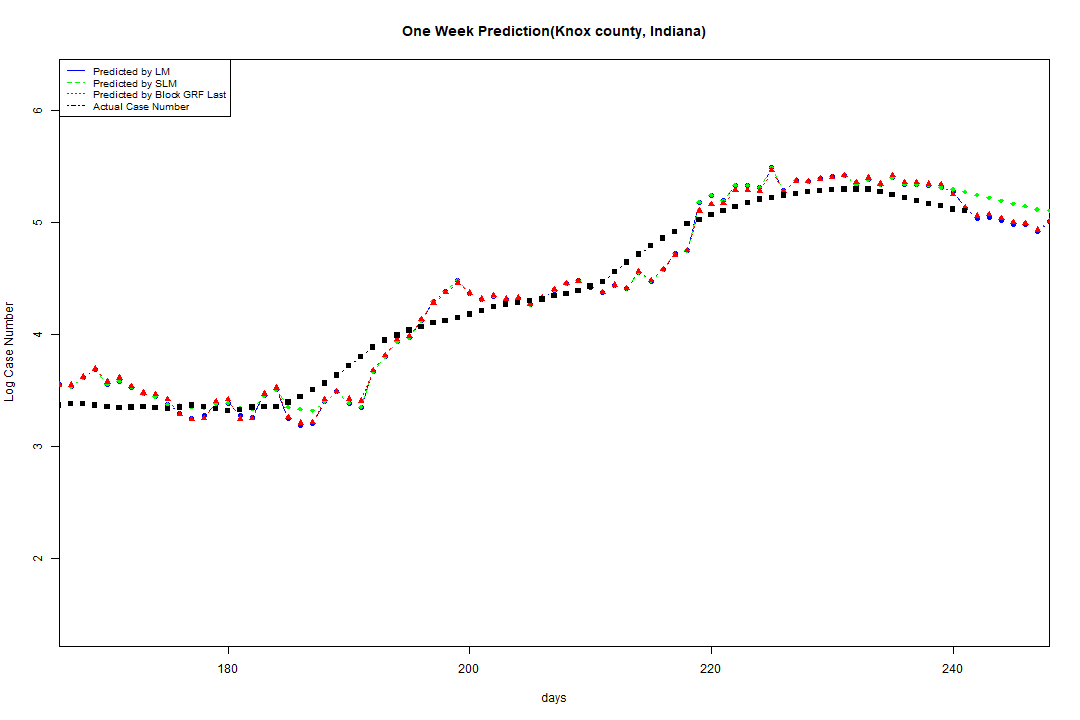 One Week Prediction(Knox county, Indiana)
Predicted by LM
Predicted by SLM
Predicted by Block GRF Last
Actual Case Number
6
5
4
3
2
Log Case Number
180
200
220
240
days